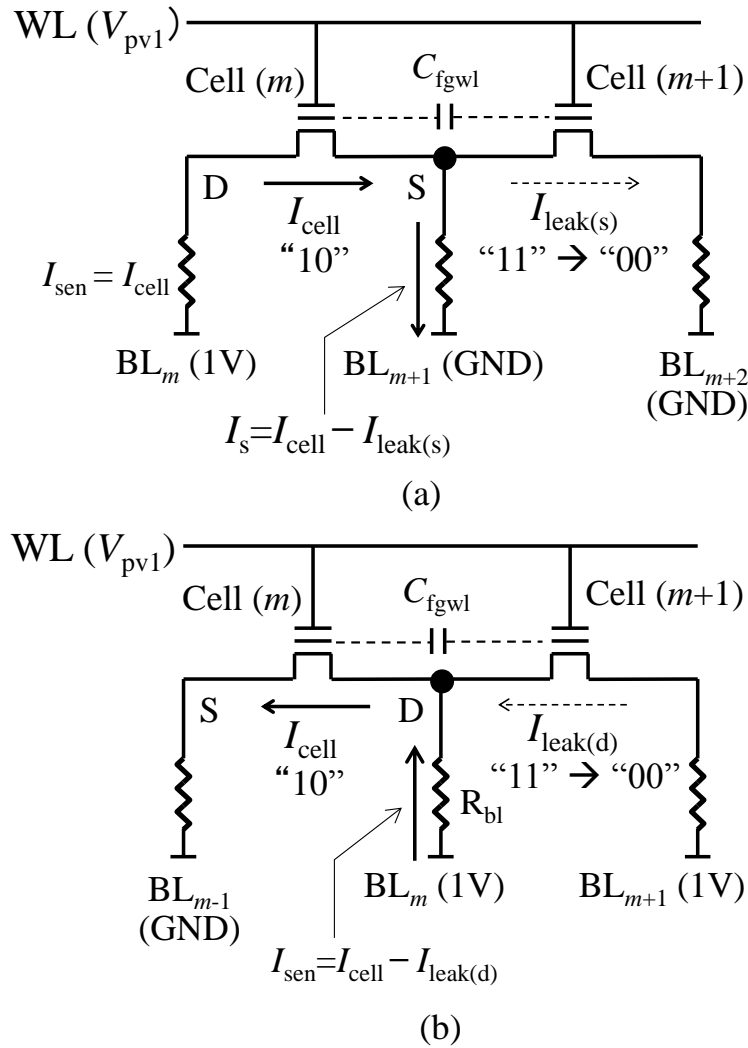 WL (Vpv1)
Cell (m)
Cfgwl
Cell (m+1)
D
S
Icell
Ileak(s)
“10”
“11” → “00”
Isen = Icell
BLm (1V)
BLm+1 (GND)
BLm+2
(GND)
Is=Icell − Ileak(s)
(a)
WL (Vpv1)
Cell (m)
Cfgwl
Cell (m+1)
S
D
Icell
Ileak(d)
“10”
“11” → “00”
Rbl
BLm-1
(GND)
BLm (1V)
BLm+1 (1V)
Isen=Icell − Ileak(d)
(b)